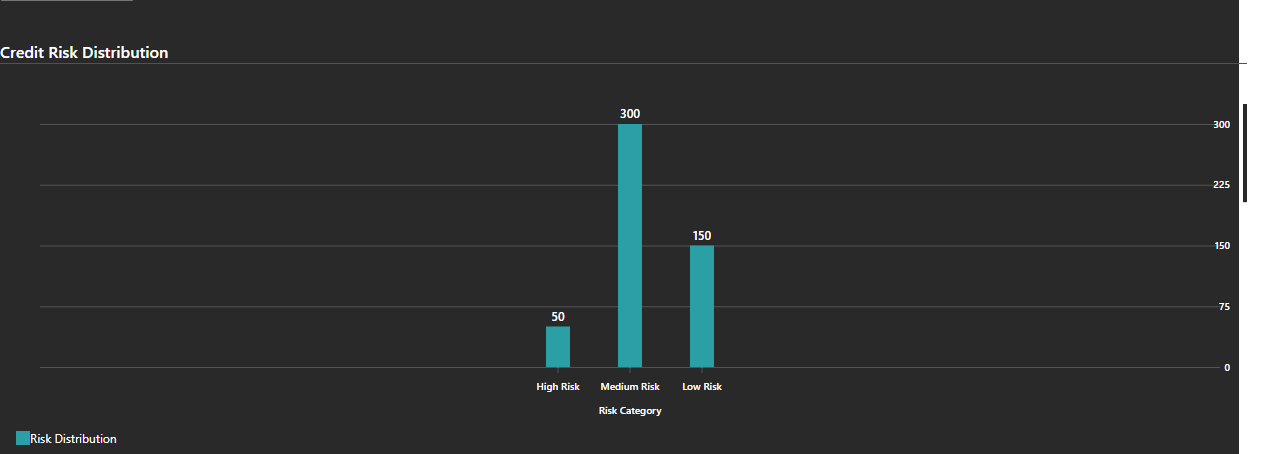 Credit Risk Distribution
300
300
225
150
150
75
50
0
High Risk Medium Risk Low Risk
Risk Category
Risk Distribution